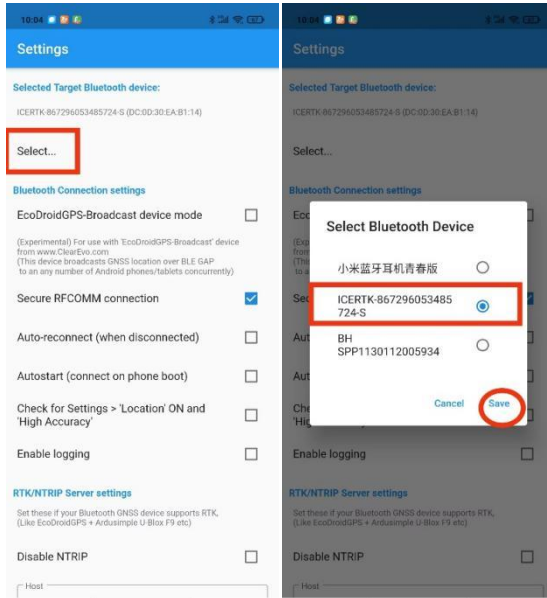 10:04
Settings
Selected Target Bluetooth device:
ICERTK-867296053485724-S (DC:0D:30:EA:B1:14)
Select...
Bluetooth Connection settings
EcoDroidGPS-Broadcast device mode
(Experimental) For use with 'EcoDroidGPS-Broadcast' device
from www.ClearEvo.com
(This device broadcasts GNSS location over BLE GAP
to an any number of Android phones/tablets concurrently)
Secure RFCOMM connection
Auto-reconnect (when disconnected)
Autostart (connect on phone boot)
Check for Settings > 'Location' ON and
'High Accuracy'
Enable logging
RTK/NTRIP Server settings
Set these if your Bluetooth GNSS device supports RTK,
(Like EcoDroidGPS + Ardusimple U-Blox F9 etc)
Disable NTRIP
Host
10:04
Settings
Selected Target Bluetooth device:
ICERTK-867296053485724-S (DC:0D:30:EA:B1:14)
Select...
Bluetooth Connection settings
Select Bluetooth Device
小米蓝牙耳机青春版
ICERTK-867296053485
724-S
BH
SPP1130112005934
Cancel Save
Enable logging
RTK/NTRIP Server settings
Set these if your Bluetooth GNSS device supports RTK,
(Like EcoDroidGPS + Ardusimple U-Blox F9 etc)
Disable NTRIP
Host